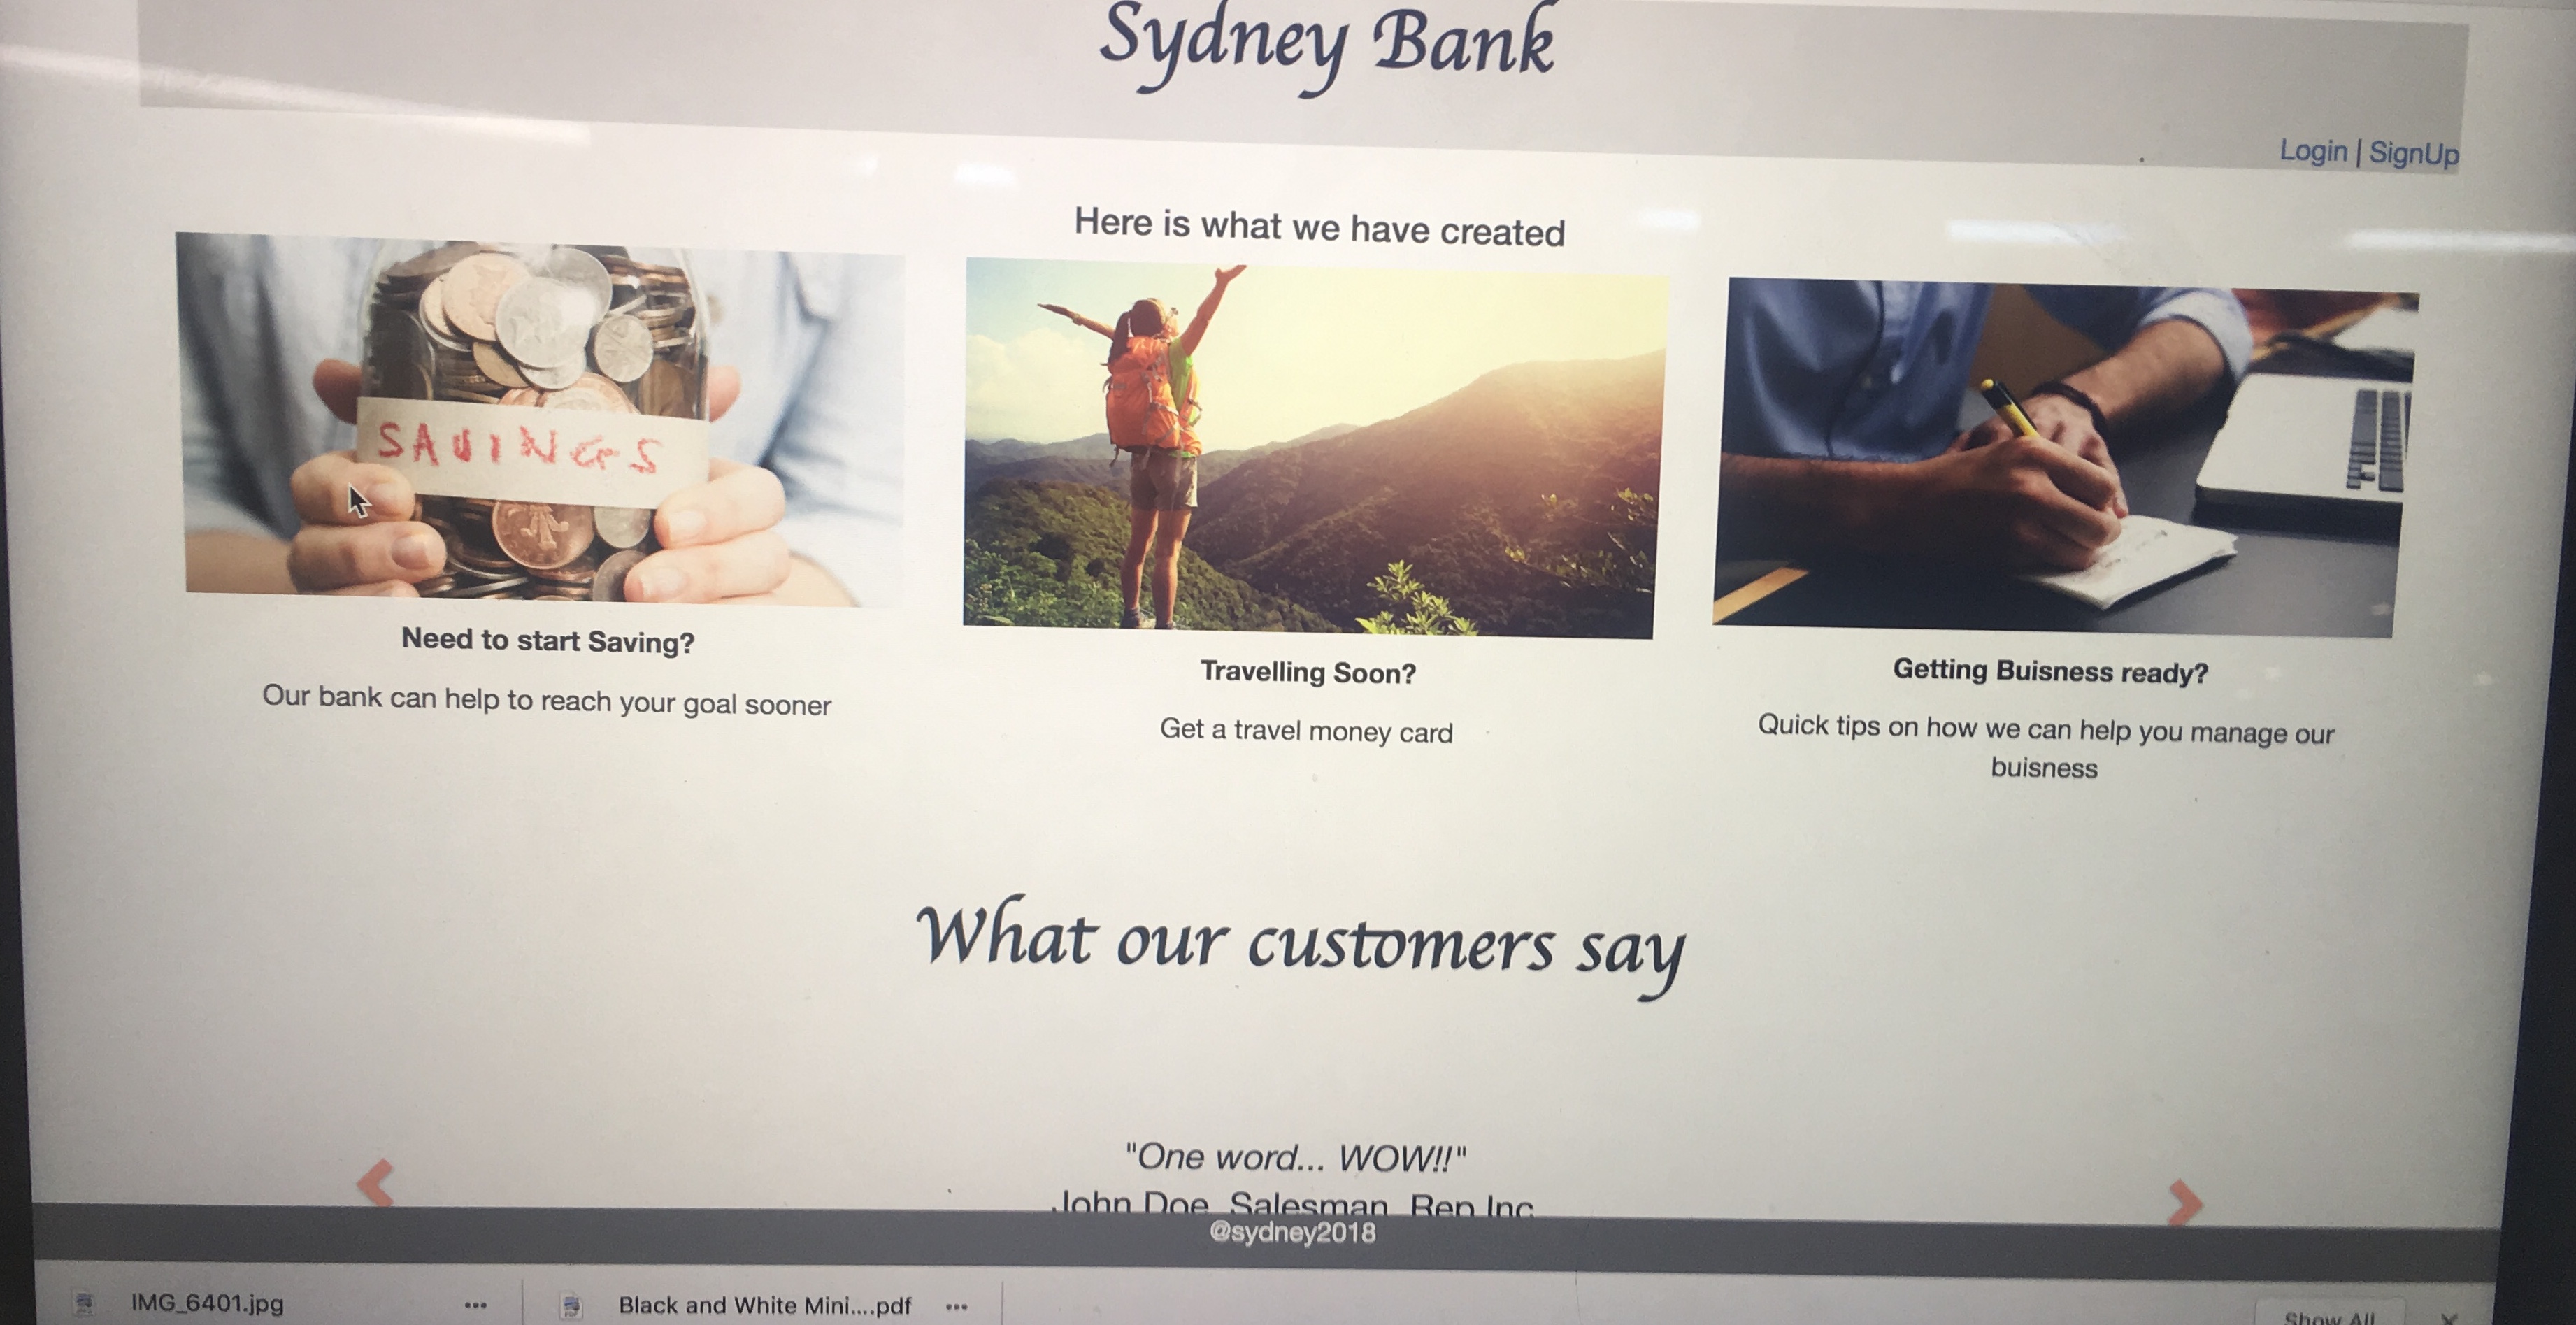 Sydney Bank
Login | SignUp
Here is what we have created
SAVINGS
Need to start Saving?
Our bank can help to reach your goal sooner
Travelling Soon?
Get a travel money card
Getting Buisness ready?
Quick tips on how we can help you manage our
buisness
What our customers say
"One word... WOW!!"
John Doe, Salesman, Rep Inc
@sydney2018
IMG_6401.jpg
Black and White Mini....pdf
Show All